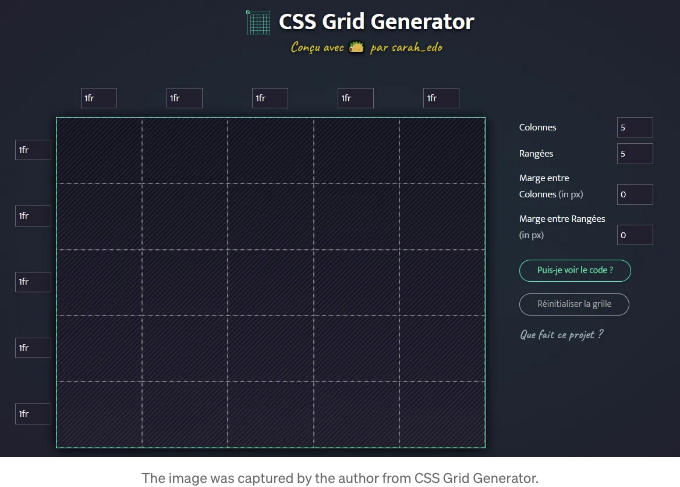 CSS Grid Generator
Conçu avec par sarah_edo
1fr 1fr 1fr 1fr 1fr
1fr
1fr
1fr
1fr
1fr
Colonnes 5
Rangées 5
Marge entre
Colonnes (in px) 0
Marge entre Rangées
(in px) 0
Puis-je voir le code ?
Réinitialiser la grille
Que fait ce projet ?
The image was captured by the author from CSS Grid Generator.